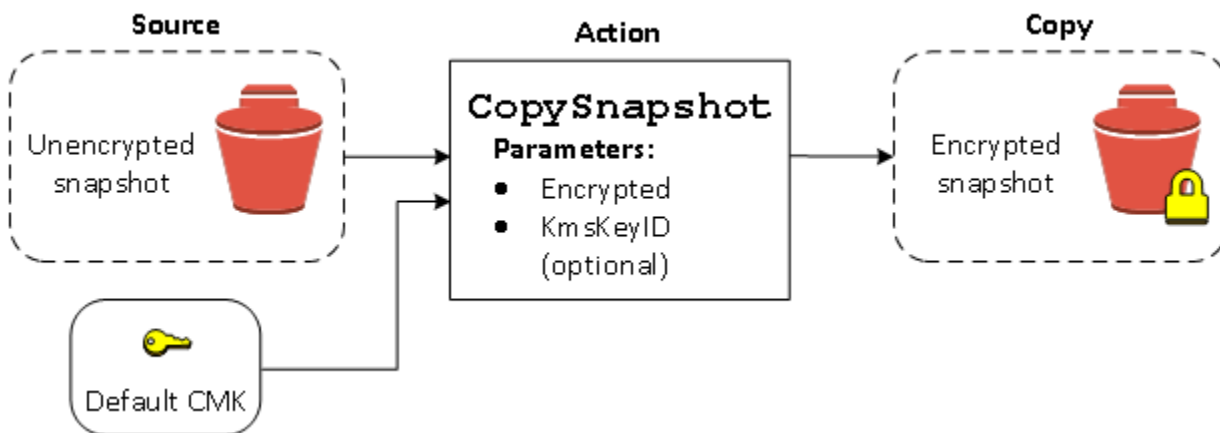 Source
Unencrypted
snapshot
Default CMK
Action
CopySnapshot
Parameters:
● Encrypted
● KmsKeyID
(optional)
Copy
Encrypted
snapshot